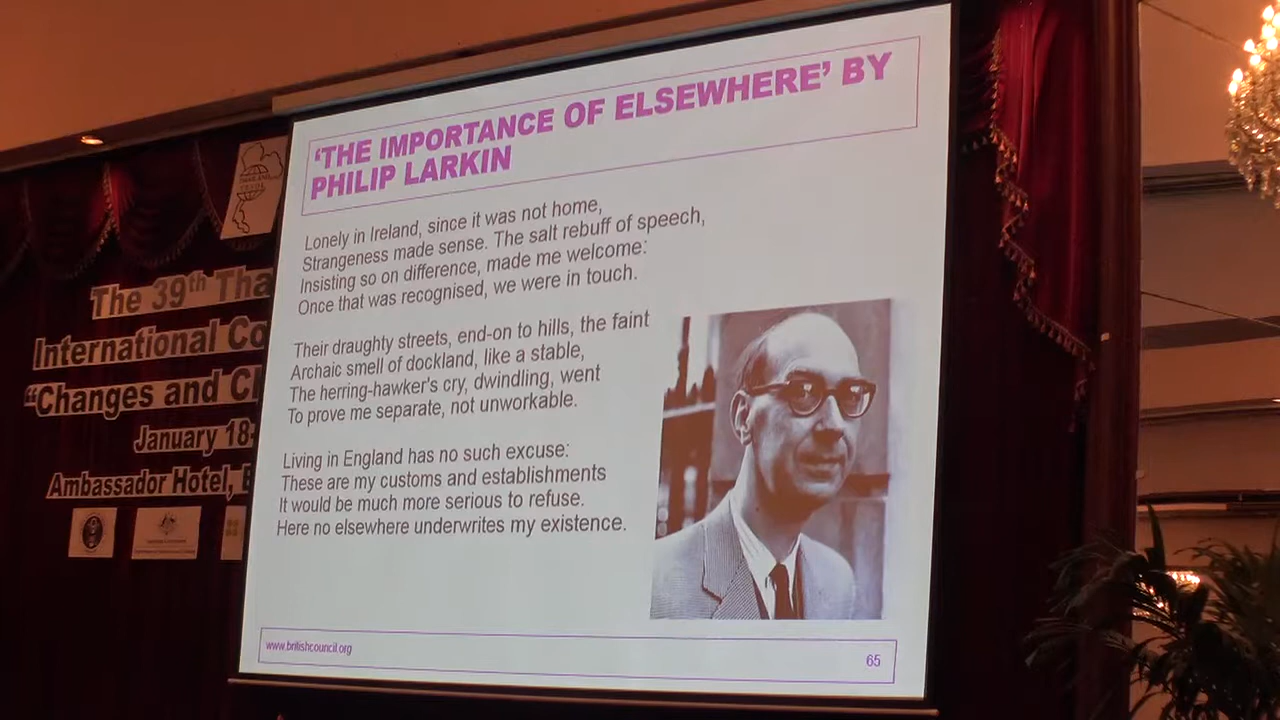 ‘THE IMPORTANCE OF ELSEWHERE’ BY
PHILIP LARKIN
Lonely in Ireland, since it was not home,
Strangeness made sense. The salt rebuff of speech,
Insisting so on difference, made me welcome:
Once that was recognised, we were in touch.
Their draughty streets, end-on to hills, the faint
Archaic smell of dockland, like a stable,
The herring-hawker's cry, dwindling, went
To prove me separate, not unworkable.
Living in England has no such excuse:
These are my customs and establishments
It would be much more serious to refuse.
Here no elsewhere underwrites my existence.
www.britishcouncil.org
65
The 39th Tha
International Co
“Changes and Cl
January 18-
Ambassador Hotel, B